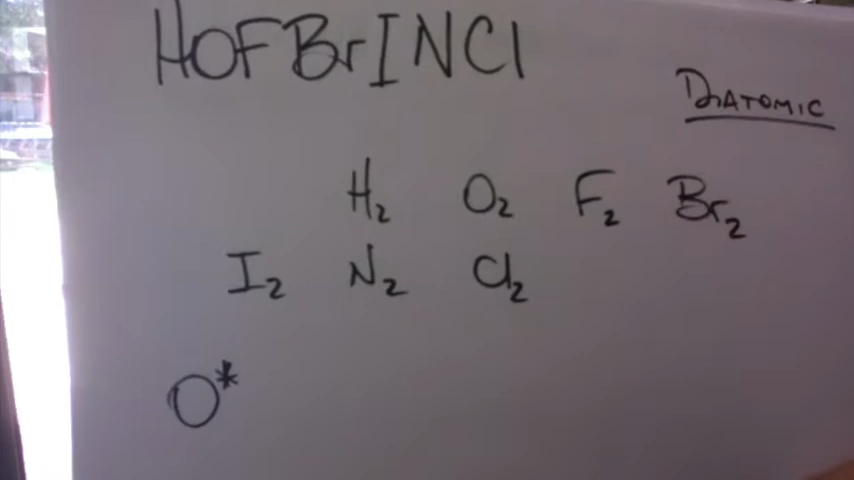 HOFBrINCl
DIATOMIC
H₂ O₂ F₂ Br₂
I₂ N₂ Cl₂
O*